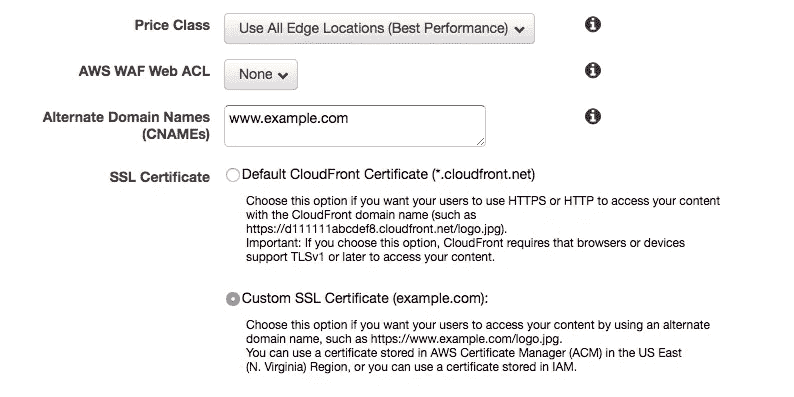 Price Class
Use All Edge Locations (Best Performance)
AWS WAF Web ACL
None
Alternate Domain Names
(CNAMEs)
www.example.com
SSL Certificate
Default CloudFront Certificate (*.cloudfront.net)
Choose this option if you want your users to use HTTPS or HTTP to access your content
with the CloudFront domain name (such as
https://d111111abcdef8.cloudfront.net/logo.jpg).
Important: If you choose this option, CloudFront requires that browsers or devices
support TLSv1 or later to access your content.
Custom SSL Certificate (example.com):
Choose this option if you want your users to access your content by using an alternate
domain name, such as https://www.example.com/logo.jpg.
You can use a certificate stored in AWS Certificate Manager (ACM) in the US East
(N. Virginia) Region, or you can use a certificate stored in IAM.